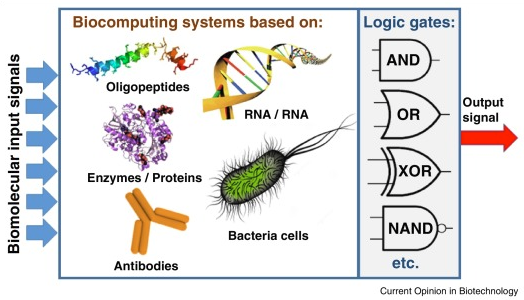 Biomolecular input signals
Biocomputing systems based on:
Oligopeptides
RNA / RNA
Enzymes / Proteins
Bacteria cells
Antibodies
Logic gates:
AND
OR
XOR
NAND
etc.
Output
signal
Current Opinion in Biotechnology